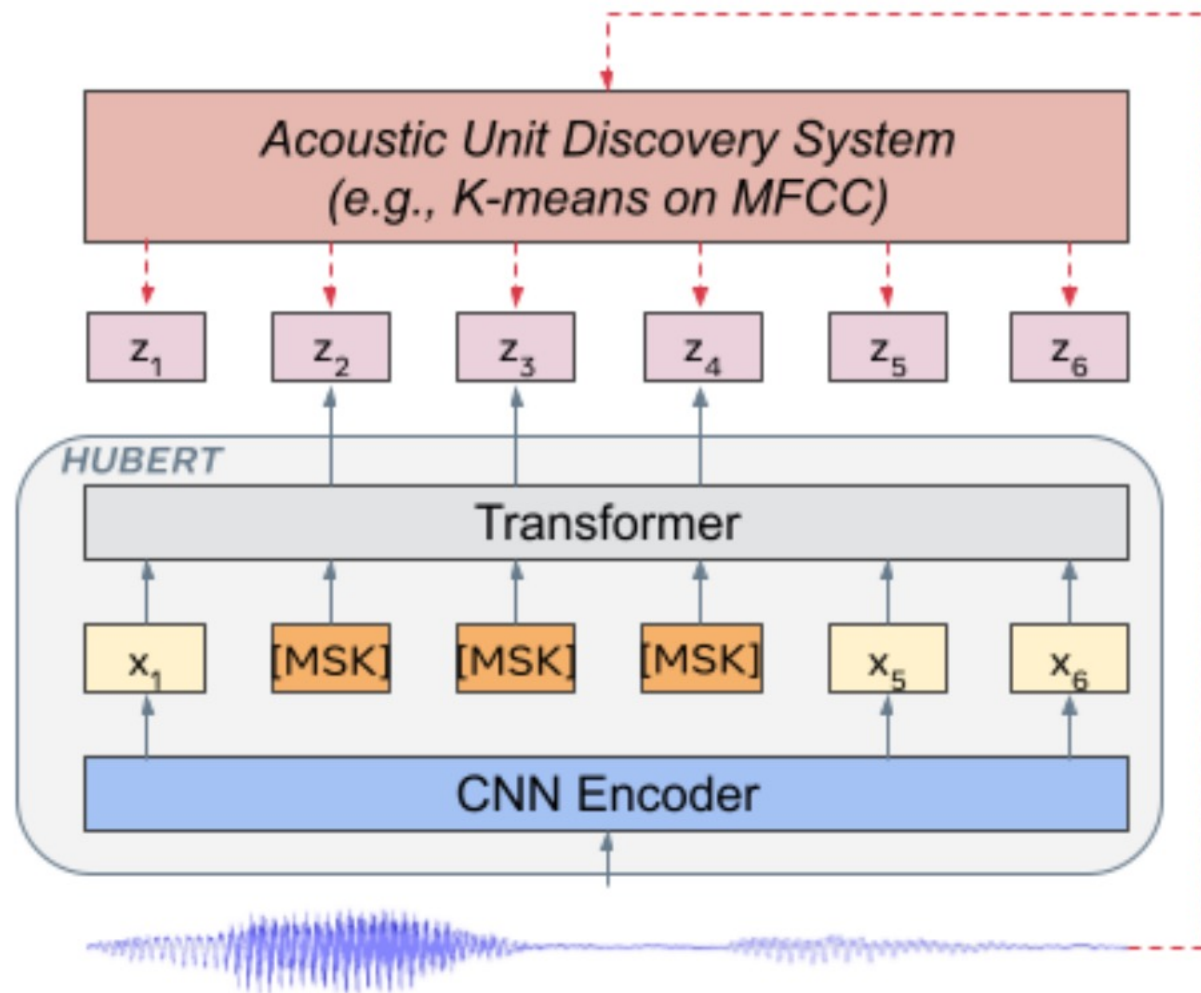 Acoustic Unit Discovery System
(e.g., K-means on MFCC)
z₁ z₂ z₃ z₄ z₅ z₆
HUBERT
Transformer
x₁ [MSK] [MSK] [MSK] x₅ x₆
CNN Encoder